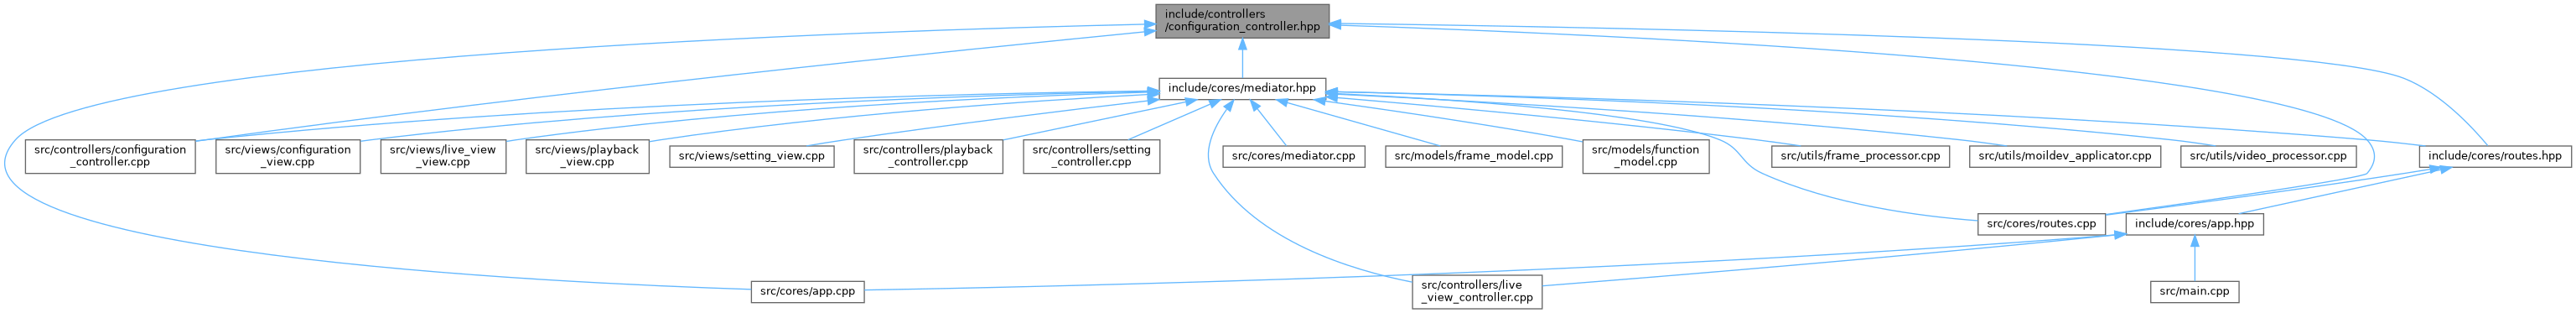 include/controllers
/configuration_controller.hpp
include/cores/mediator.hpp
src/controllers/configuration
_controller.cpp
src/views/configuration
_view.cpp
src/views/live_view
_view.cpp
src/views/playback
_view.cpp
src/views/setting_view.cpp
src/controllers/playback
_controller.cpp
src/controllers/setting
_controller.cpp
src/cores/mediator.cpp
src/models/frame_model.cpp
src/models/function
_model.cpp
src/utils/frame_processor.cpp
src/utils/moildev_applicator.cpp
src/utils/video_processor.cpp
include/cores/routes.hpp
src/cores/routes.cpp
include/cores/app.hpp
src/cores/app.cpp
src/controllers/live
_view_controller.cpp
src/main.cpp